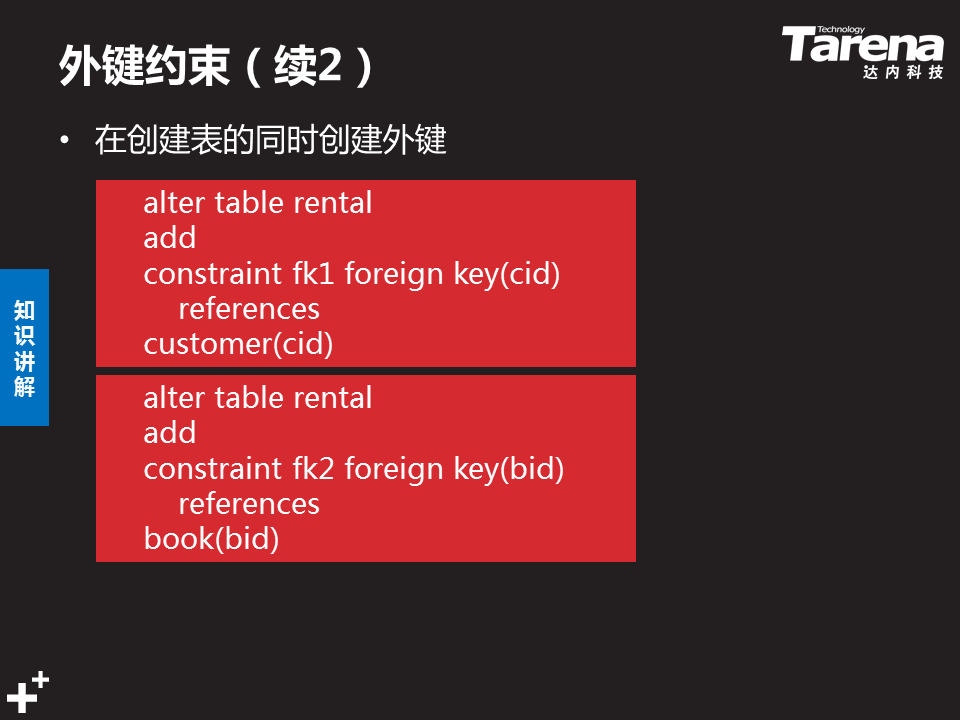 外键约束（续2）
Technology
Tarena
达内科技
• 在创建表的同时创建外键
alter table rental
add
constraint fk1 foreign key(cid)
references
customer(cid)
alter table rental
add
constraint fk2 foreign key(bid)
references
book(bid)
知识讲解